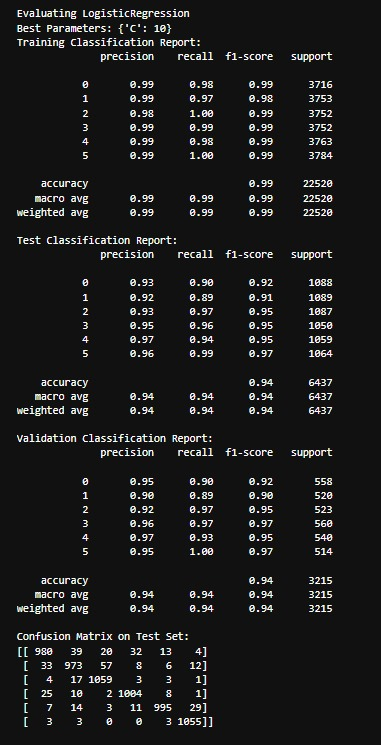 Evaluating LogisticRegression
Best Parameters: {'C': 10}
Training Classification Report:
precision recall f1-score support
0 0.99 0.98 0.99 3716
1 0.99 0.97 0.98 3753
2 0.98 1.00 0.99 3752
3 0.99 0.99 0.99 3752
4 0.99 0.98 0.99 3763
5 0.99 1.00 0.99 3784
accuracy 0.99 22520
macro avg 0.99 0.99 0.99 22520
weighted avg 0.99 0.99 0.99 22520
Test Classification Report:
precision recall f1-score support
0 0.93 0.90 0.92 1088
1 0.92 0.89 0.91 1089
2 0.93 0.97 0.95 1087
3 0.95 0.96 0.95 1050
4 0.97 0.94 0.95 1059
5 0.96 0.99 0.97 1064
accuracy 0.94 6437
macro avg 0.94 0.94 0.94 6437
weighted avg 0.94 0.94 0.94 6437
Validation Classification Report:
precision recall f1-score support
0 0.95 0.90 0.92 558
1 0.90 0.89 0.90 520
2 0.92 0.97 0.95 523
3 0.96 0.97 0.97 560
4 0.97 0.93 0.95 540
5 0.95 1.00 0.97 514
accuracy 0.94 3215
macro avg 0.94 0.94 0.94 3215
weighted avg 0.94 0.94 0.94 3215
Confusion Matrix on Test Set:
[[ 980 39 20 32 13 4]
[ 33 973 57 8 6 12]
[ 4 17 1059 3 3 1]
[ 25 10 2 1004 8 1]
[ 7 14 3 11 995 29]
[ 3 3 0 0 3 1055]]